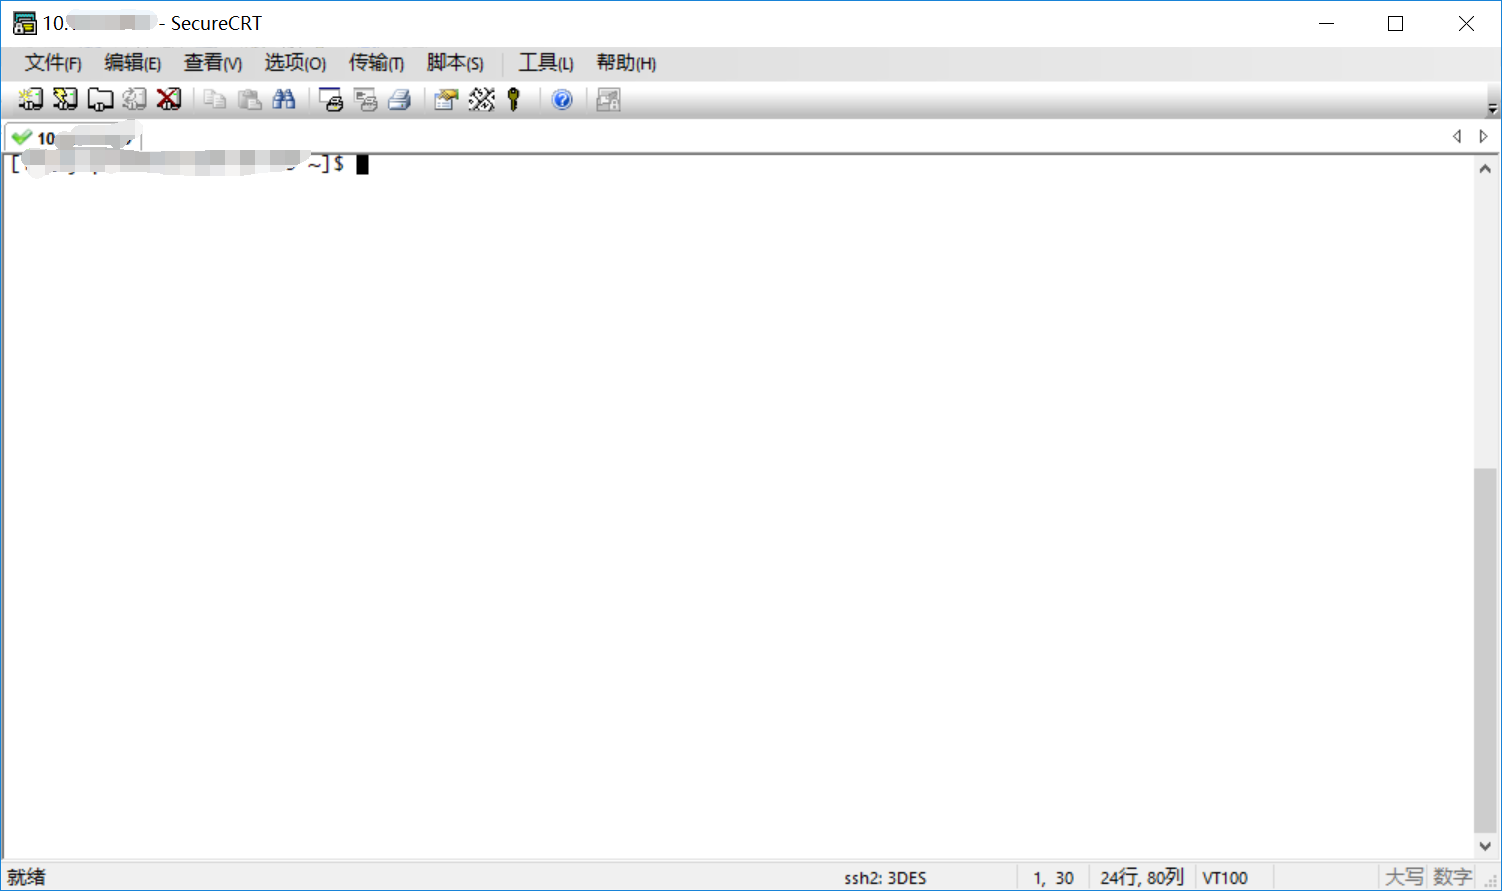 10. - SecureCRT
文件(F) 编辑(E) 查看(V) 选项(O) 传输(T) 脚本(S) 工具(L) 帮助(H)
10
[ ~]$
就绪 ssh2: 3DES 1, 30 24行, 80列 VT100 大写 数字